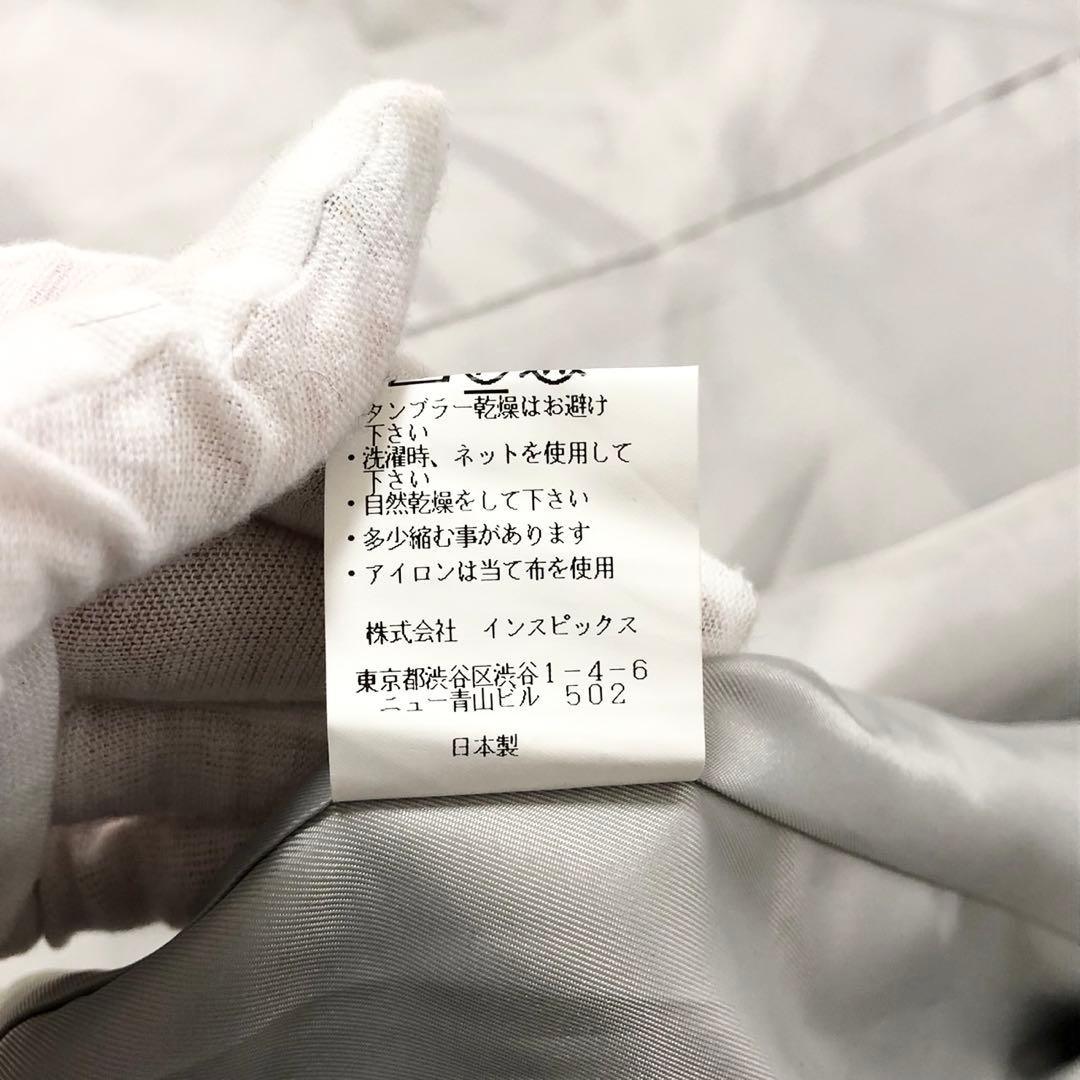 タンブラー乾燥はお避け
下さい
・洗濯時、ネットを使用して
下さい
・自然乾燥をして下さい
・多少縮む事があります
・アイロンは当て布を使用
株式会社 インスピックス
東京都渋谷区渋谷1-4-6
ニュー青山ビル 502
日本製